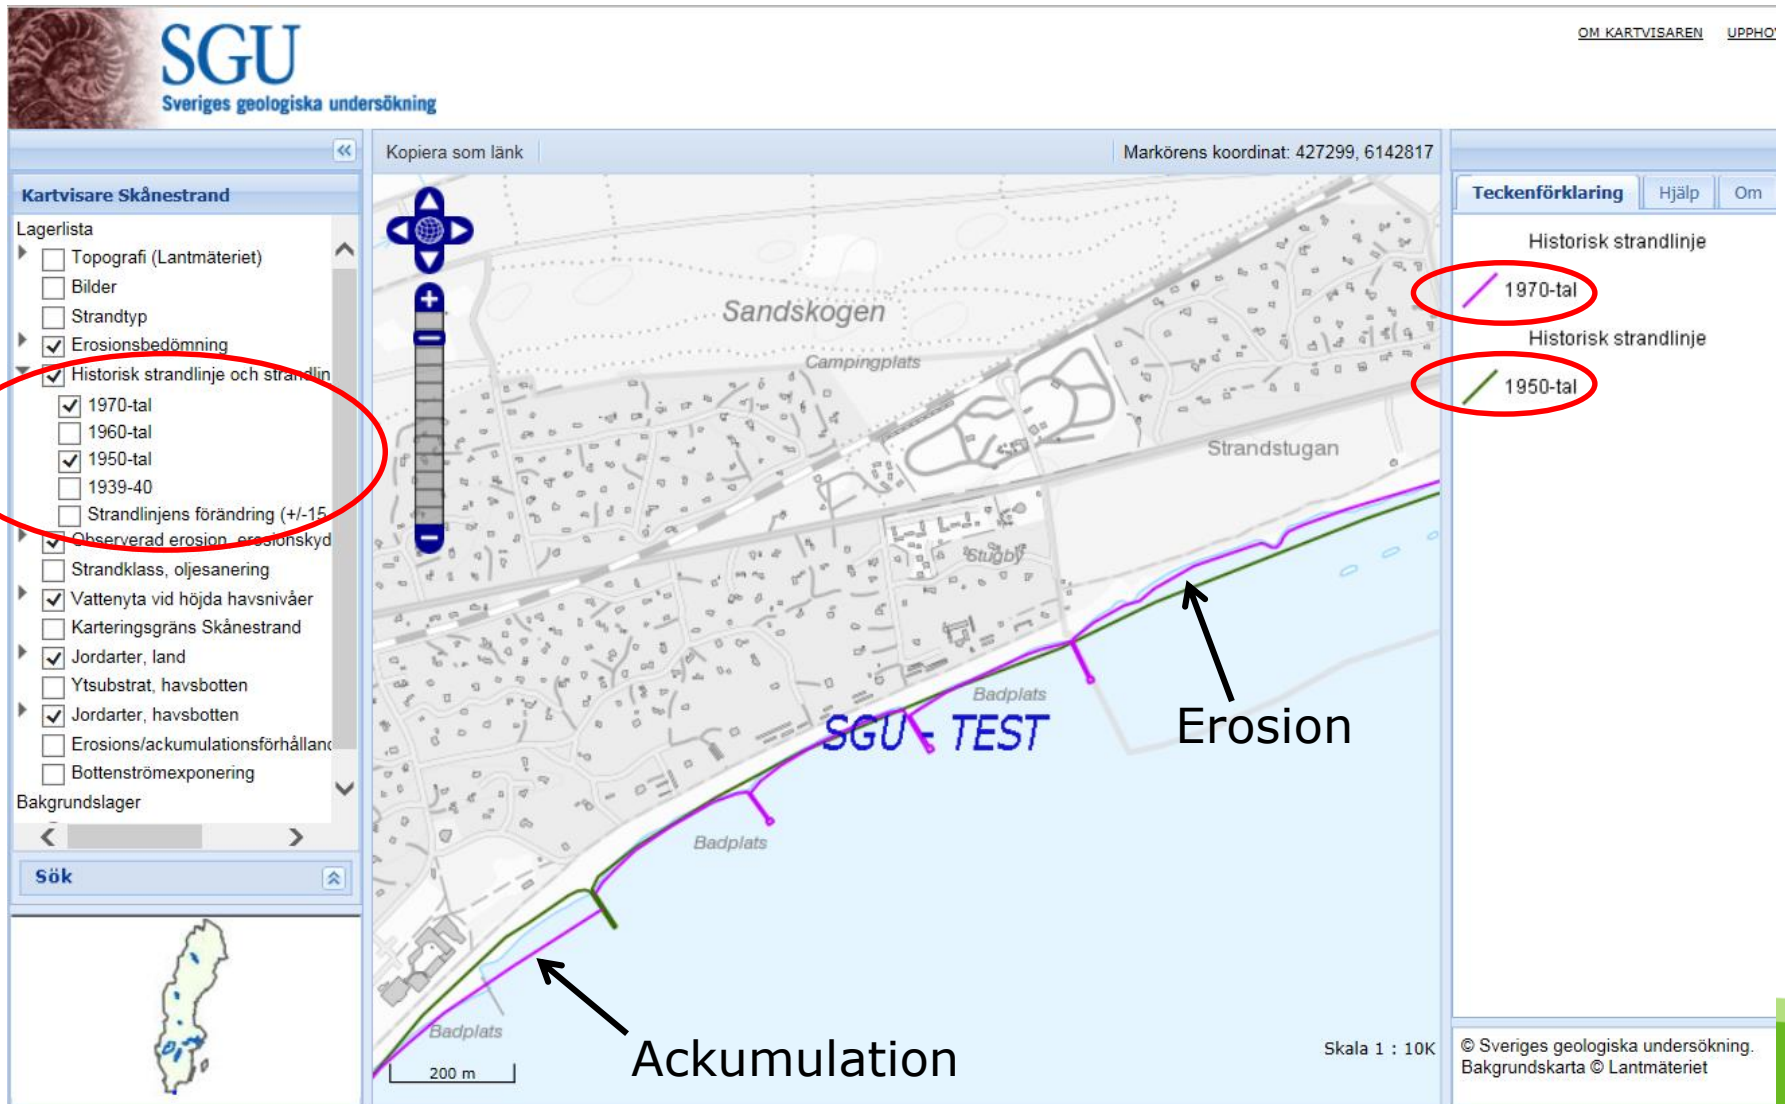 SGU
Sveriges geologiska undersökning
OM KARTVISAREN
UPPHO
Kopiera som länk
Markörens koordinat: 427299, 6142817
Kartvisare Skånestrand
Lagerlista
Topografi (Lantmäteriet)
Bilder
Strandtyp
Erosionsbedömning
Historisk strandlinje och strandlin
1970-tal
1960-tal
1950-tal
1939-40
Strandlinjens förändring (+/-15
Observerad erosion, erosionskyd
Strandklass, oljesanering
Vattenyta vid höjda havsnivåer
Karteringsgräns Skånestrand
Jordarter, land
Ytsubstrat, havsbotten
Jordarter, havsbotten
Erosions/ackumulationsförhålland
Bottenströmexponering
Bakgrundslager
Sök
Sandskogen
Campingplats
Strandstugan
Stugby
Badplats
SGU - TEST
Erosion
Badplats
Badplats
Ackumulation
200 m
Skala 1 : 10K
Teckenförklaring
Hjälp
Om
Historisk strandlinje
1970-tal
Historisk strandlinje
1950-tal
© Sveriges geologiska undersökning.
Bakgrundskarta © Lantmäteriet